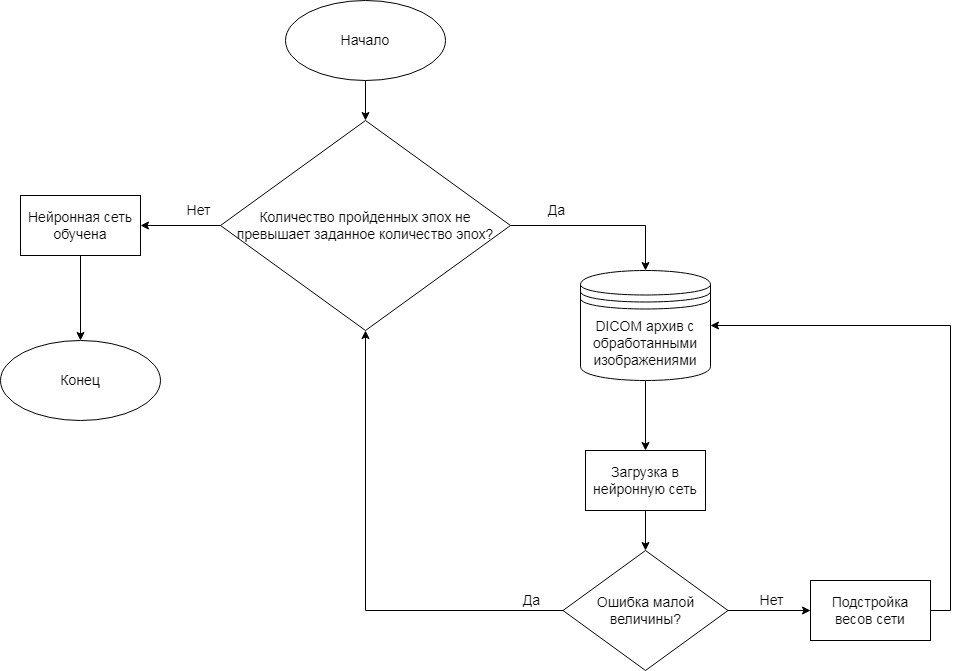 Начало
Нет
Да
Количество пройденных эпох не
превышает заданное количество эпох?
Нейронная сеть
обучена
Конец
DICOM архив с
обработанными
изображениями
Загрузка в
нейронную сеть
Да
Ошибка малой
величины?
Нет
Подстройка
весов сети